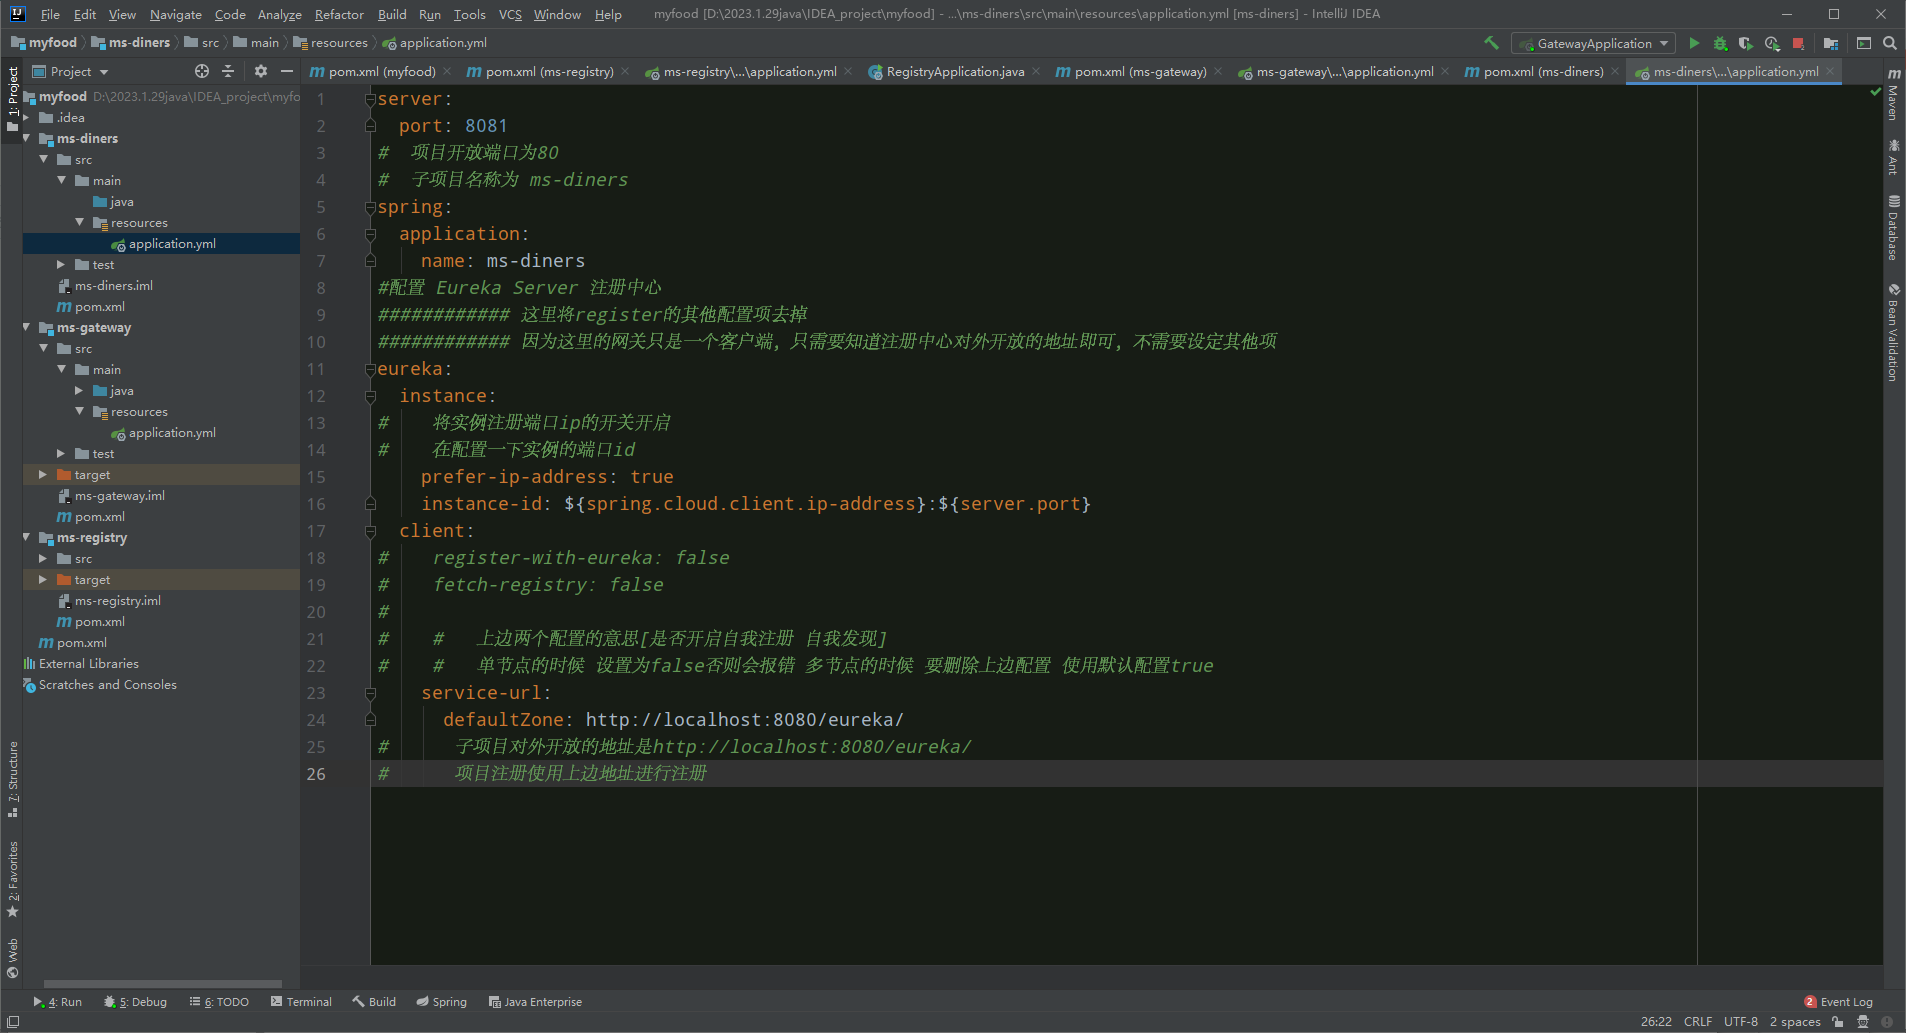 File Edit View Navigate Code Analyze Refactor Build Run Tools VCS Window Help myfood [D:\2023.1.29java\IDEA_project\myfood] - ...\ms-diners\src\main\resources\application.yml [ms-diners] - IntelliJ IDEA
myfood ms-diners src main resources application.yml GatewayApplication
Project
pom.xml (myfood) pom.xml (ms-registry) ms-registry\...\application.yml RegistryApplication.java pom.xml (ms-gateway) ms-gateway\...\application.yml pom.xml (ms-diners) ms-diners\...\application.yml
1: Project
7: Structure
2: Favorites
Web
myfood D:\2023.1.29java\IDEA_project\myfo
.idea
ms-diners
src
main
java
resources
application.yml
test
ms-diners.iml
pom.xml
ms-gateway
src
main
java
resources
application.yml
test
target
ms-gateway.iml
pom.xml
ms-registry
src
target
ms-registry.iml
pom.xml
pom.xml
External Libraries
Scratches and Consoles
1 server:
2 port: 8081
3 # 项目开放端口为80
4 # 子项目名称为 ms-diners
5 spring:
6 application:
7 name: ms-diners
8 #配置 Eureka Server 注册中心
9 ############ 这里将register的其他配置项去掉
10 ############ 因为这里的网关只是一个客户端，只需要知道注册中心对外开放的地址即可，不需要设定其他项
11 eureka:
12 instance:
13 # 将实例注册端口ip的开关开启
14 # 在配置一下实例的端口id
15 prefer-ip-address: true
16 instance-id: ${spring.cloud.client.ip-address}:${server.port}
17 client:
18 # register-with-eureka: false
19 # fetch-registry: false
20 #
21 # # 上边两个配置的意思[是否开启自我注册 自我发现]
22 # # 单节点的时候 设置为false否则会报错 多节点的时候 要删除上边配置 使用默认配置true
23 service-url:
24 defaultZone: http://localhost:8080/eureka/
25 # 子项目对外开放的地址是http://localhost:8080/eureka/
26 # 项目注册使用上边地址进行注册
Maven
Ant
Database
Bean Validation
4: Run 5: Debug 6: TODO Terminal Build Spring Java Enterprise 2 Event Log
26:22 CRLF UTF-8 2 spaces